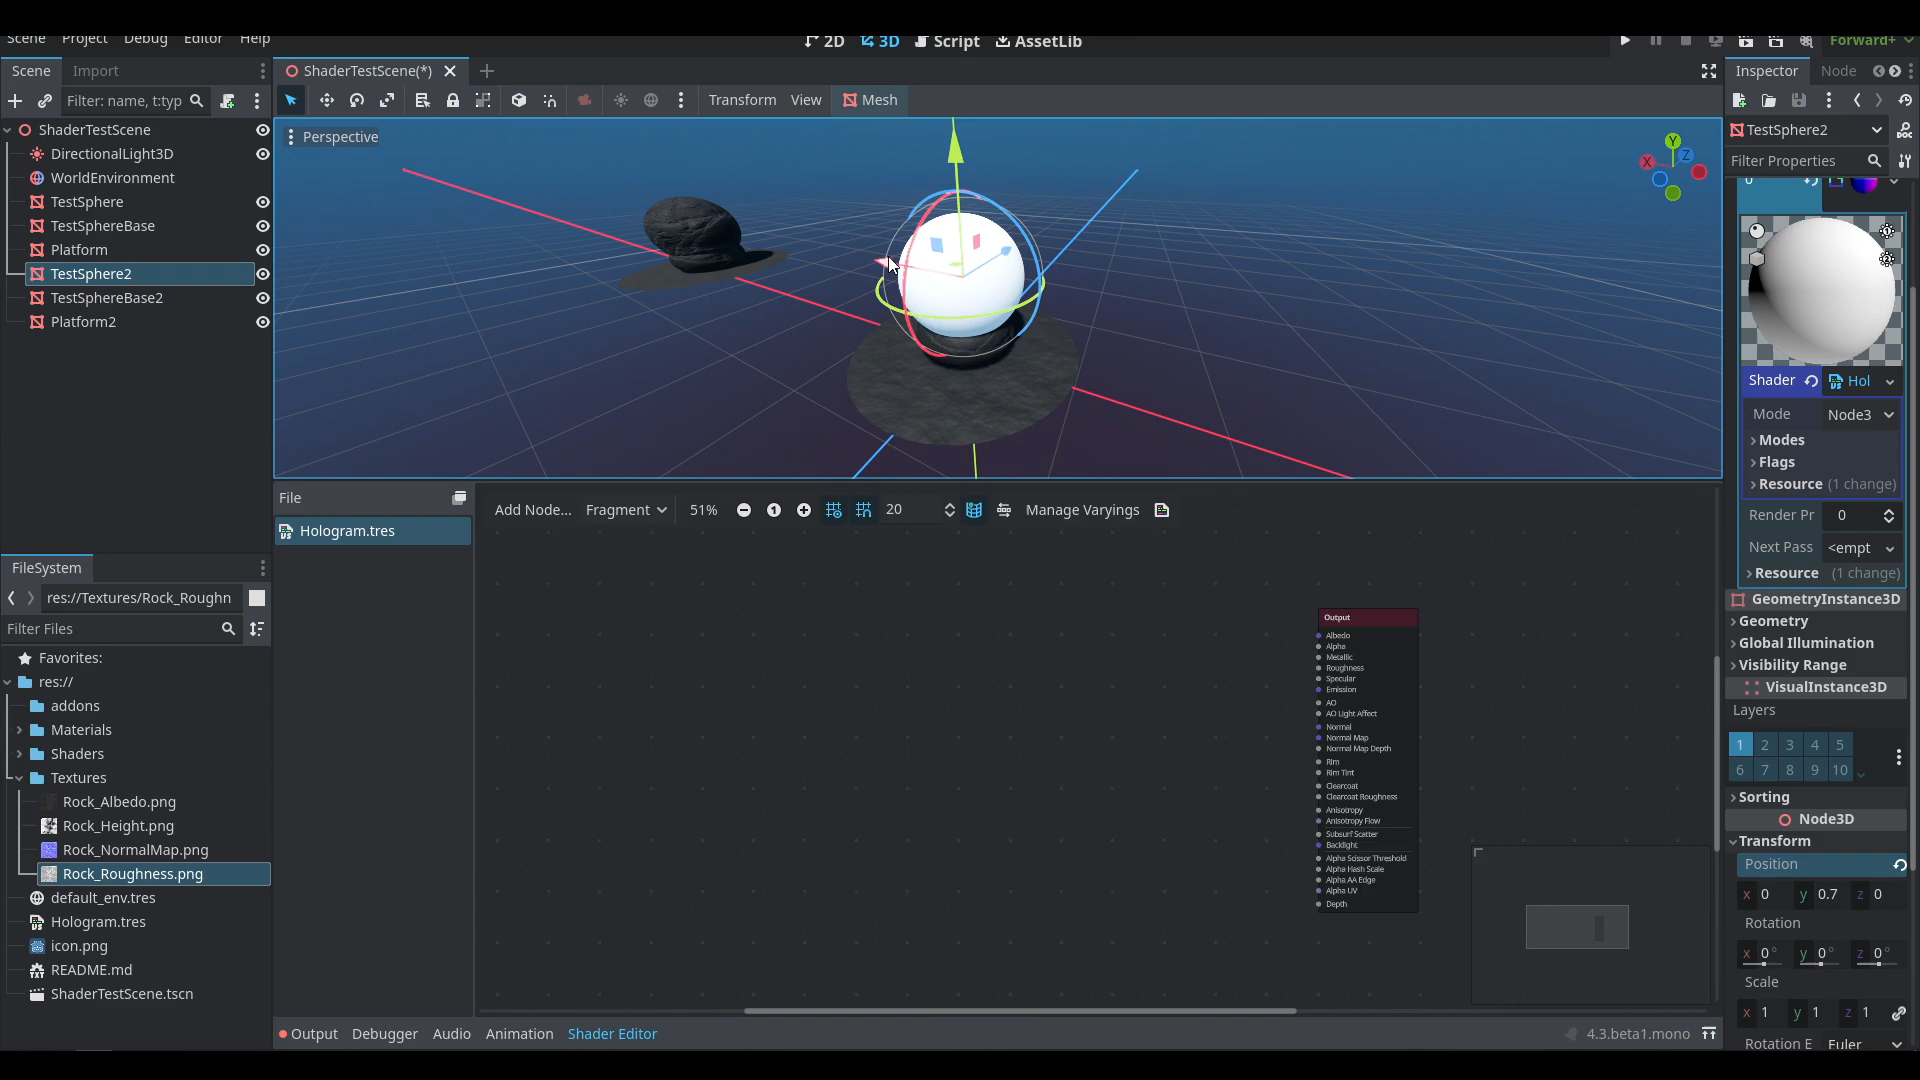 Scene Project Debug Editor Help
2D 3D Script AssetLib
Forward+
Scene Import
Filter: name, t:typ
ShaderTestScene
DirectionalLight3D
WorldEnvironment
TestSphere
TestSphereBase
Platform
TestSphere2
TestSphereBase2
Platform2
ShaderTestScene(*)
Transform View Mesh
Perspective
Y
X
Z
FileSystem
res://Textures/Rock_Roughn
Filter Files
Favorites:
res://
addons
Materials
Shaders
Textures
Rock_Albedo.png
Rock_Height.png
Rock_NormalMap.png
Rock_Roughness.png
default_env.tres
Hologram.tres
icon.png
README.md
ShaderTestScene.tscn
File
Hologram.tres
Add Node... Fragment 51% 1 20 Manage Varyings
Output
Albedo
Alpha
Metallic
Roughness
Specular
Emission
AO
AO Light Affect
Normal
Normal Map
Normal Map Depth
Rim
Rim Tint
Clearcoat
Clearcoat Roughness
Anisotropy
Anisotropy Flow
Subsurf Scatter
Backlight
Alpha Scissor Threshold
Alpha Hash Scale
Alpha AA Edge
Alpha UV
Depth
Output Debugger Audio Animation Shader Editor
4.3.beta1.mono
Inspector Node
TestSphere2
Filter Properties
0
Shader Hol
Mode Node3
Modes
Flags
Resource (1 change)
Render Pr 0
Next Pass <empt
Resource (1 change)
GeometryInstance3D
Geometry
Global Illumination
Visibility Range
VisualInstance3D
Layers
1 2 3 4 5
6 7 8 9 10
Sorting
Node3D
Transform
Position
x 0 y 0.7 z 0
Rotation
x 0° y 0° z 0°
Scale
x 1 y 1 z 1
Rotation E Euler